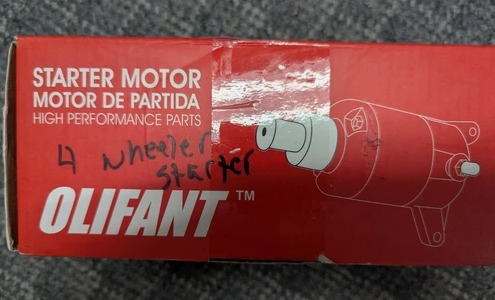 STARTER MOTOR
MOTOR DE PARTIDA
HIGH PERFORMANCE PARTS
4 wheeler
starter
OLIFANT™